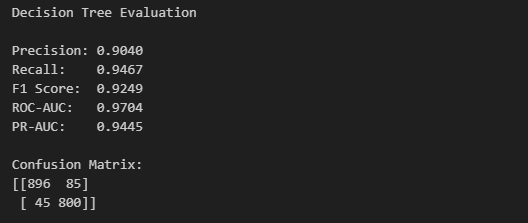 Decision Tree Evaluation
Precision: 0.9040
Recall:    0.9467
F1 Score:  0.9249
ROC-AUC:   0.9704
PR-AUC:    0.9445
Confusion Matrix:
[[896  85]
 [ 45 800]]